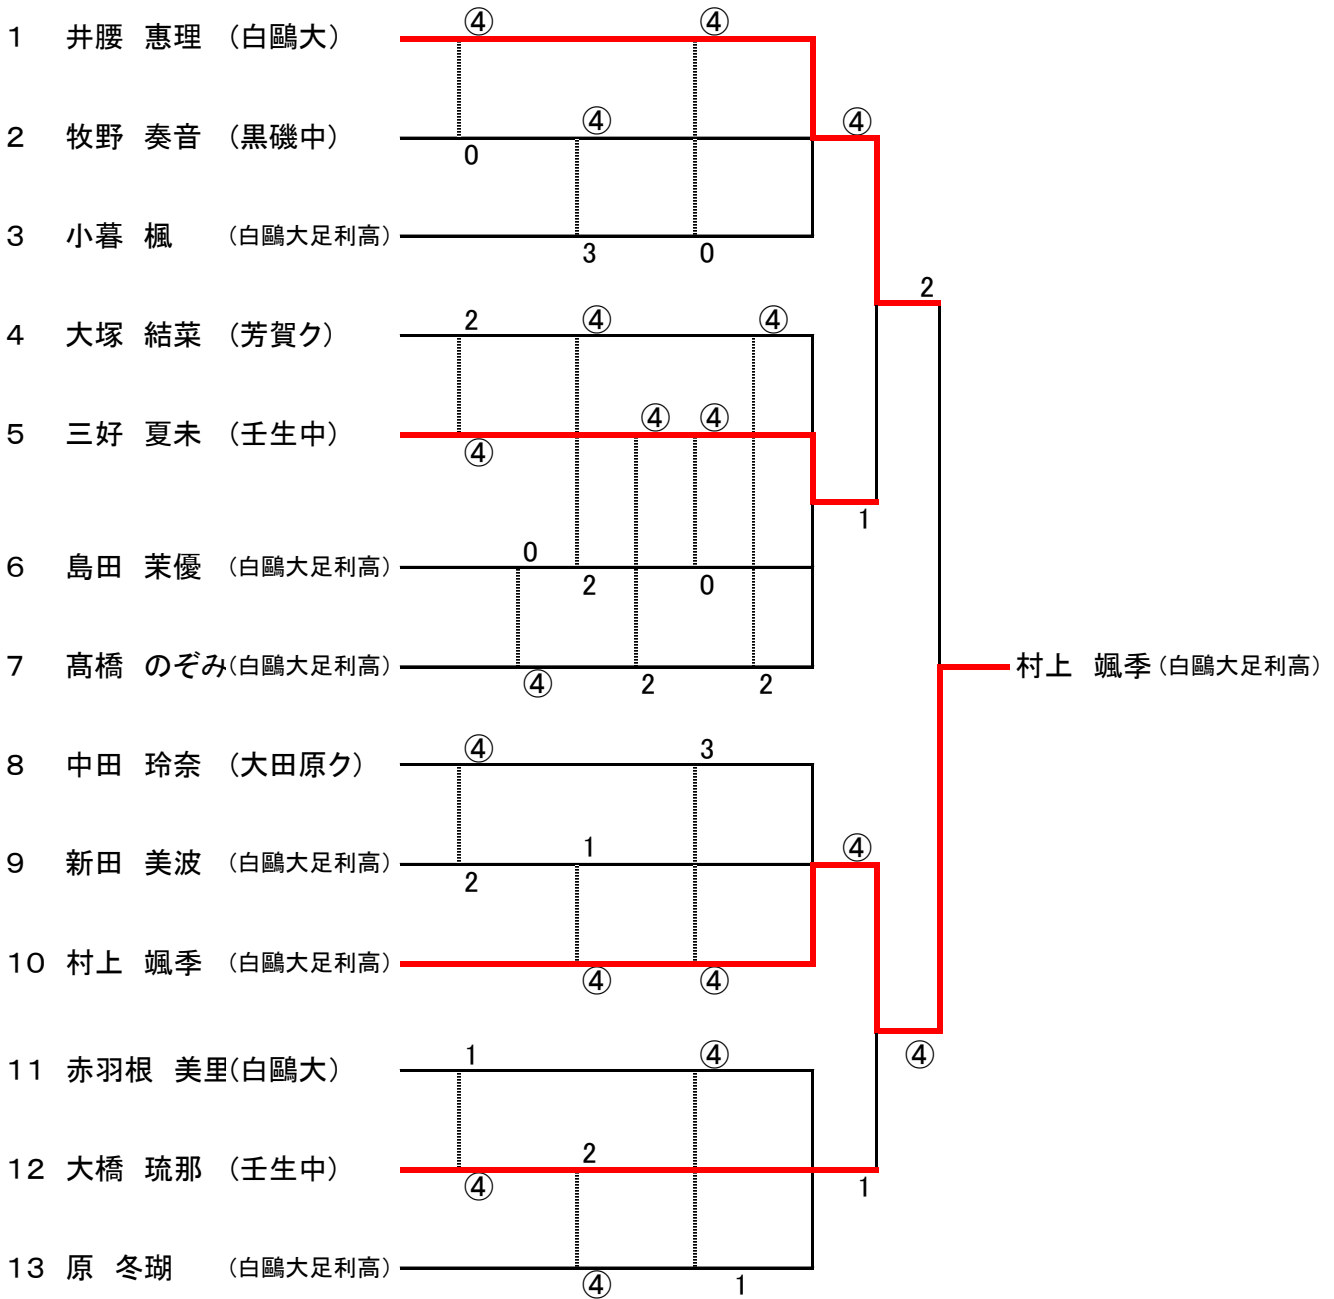 ④ ④
1 井腰 惠理 (白鷗大)
④ ④
2 牧野 奏音 (黒磯中)
0
3 小暮 楓 (白鷗大足利高)
3 0
2
2 ④ ④
4 大塚 結菜 (芳賀ク)
④ ④
5 三好 夏未 (壬生中)
④
1
0
6 島田 茉優 (白鷗大足利高)
2 0
7 髙橋 のぞみ(白鷗大足利高)
村上 颯季(白鷗大足利高)
④ 2 2
④ 3
8 中田 玲奈 (大田原ク)
1 ④
9 新田 美波 (白鷗大足利高)
2
10 村上 颯季 (白鷗大足利高)
④ ④
1 ④ ④
11 赤羽根 美里(白鷗大)
2
12 大橋 琉那 (壬生中)
④ 1
13 原 冬瑚 (白鷗大足利高)
④ 1